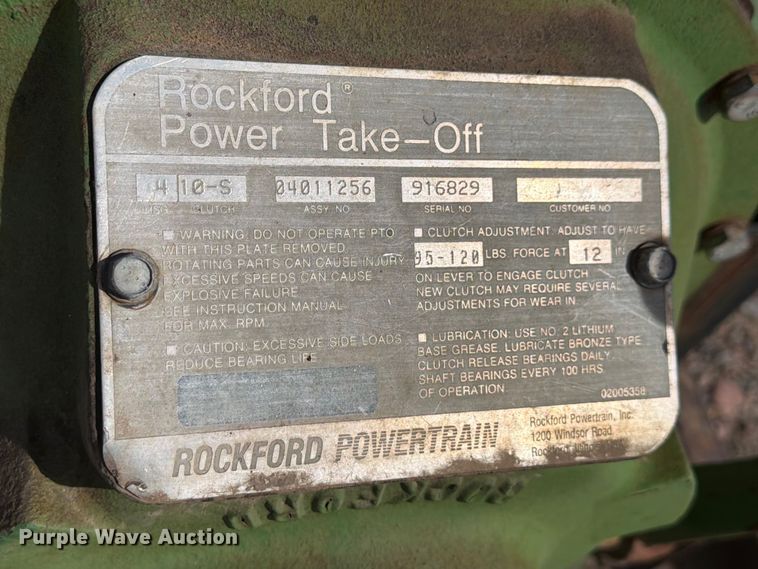 Rockford®
Power Take-Off
4 10-S 04011256 916829
HSG. CLUTCH ASSY NO SERIAL NO CUSTOMER NO
■ WARNING: DO NOT OPERATE PTO
WITH THIS PLATE REMOVED.
ROTATING PARTS CAN CAUSE INJURY.
EXCESSIVE SPEEDS CAN CAUSE
EXPLOSIVE FAILURE.
SEE INSTRUCTION MANUAL
FOR MAX. RPM.
■ CAUTION: EXCESSIVE SIDE LOADS
REDUCE BEARING LIFE
■ CLUTCH ADJUSTMENT: ADJUST TO HAVE
95-120 LBS. FORCE AT 12 IN
ON LEVER TO ENGAGE CLUTCH
NEW CLUTCH MAY REQUIRE SEVERAL
ADJUSTMENTS FOR WEAR IN.
■ LUBRICATION: USE NO. 2 LITHIUM
BASE GREASE. LUBRICATE BRONZE TYPE
CLUTCH RELEASE BEARINGS DAILY.
SHAFT BEARINGS EVERY 100 HRS
OF OPERATION.
02005358
ROCKFORD POWERTRAIN
Rockford Powertrain, Inc.
1200 Windsor Road
Rockford,
ROCKFORD
Purple Wave Auction